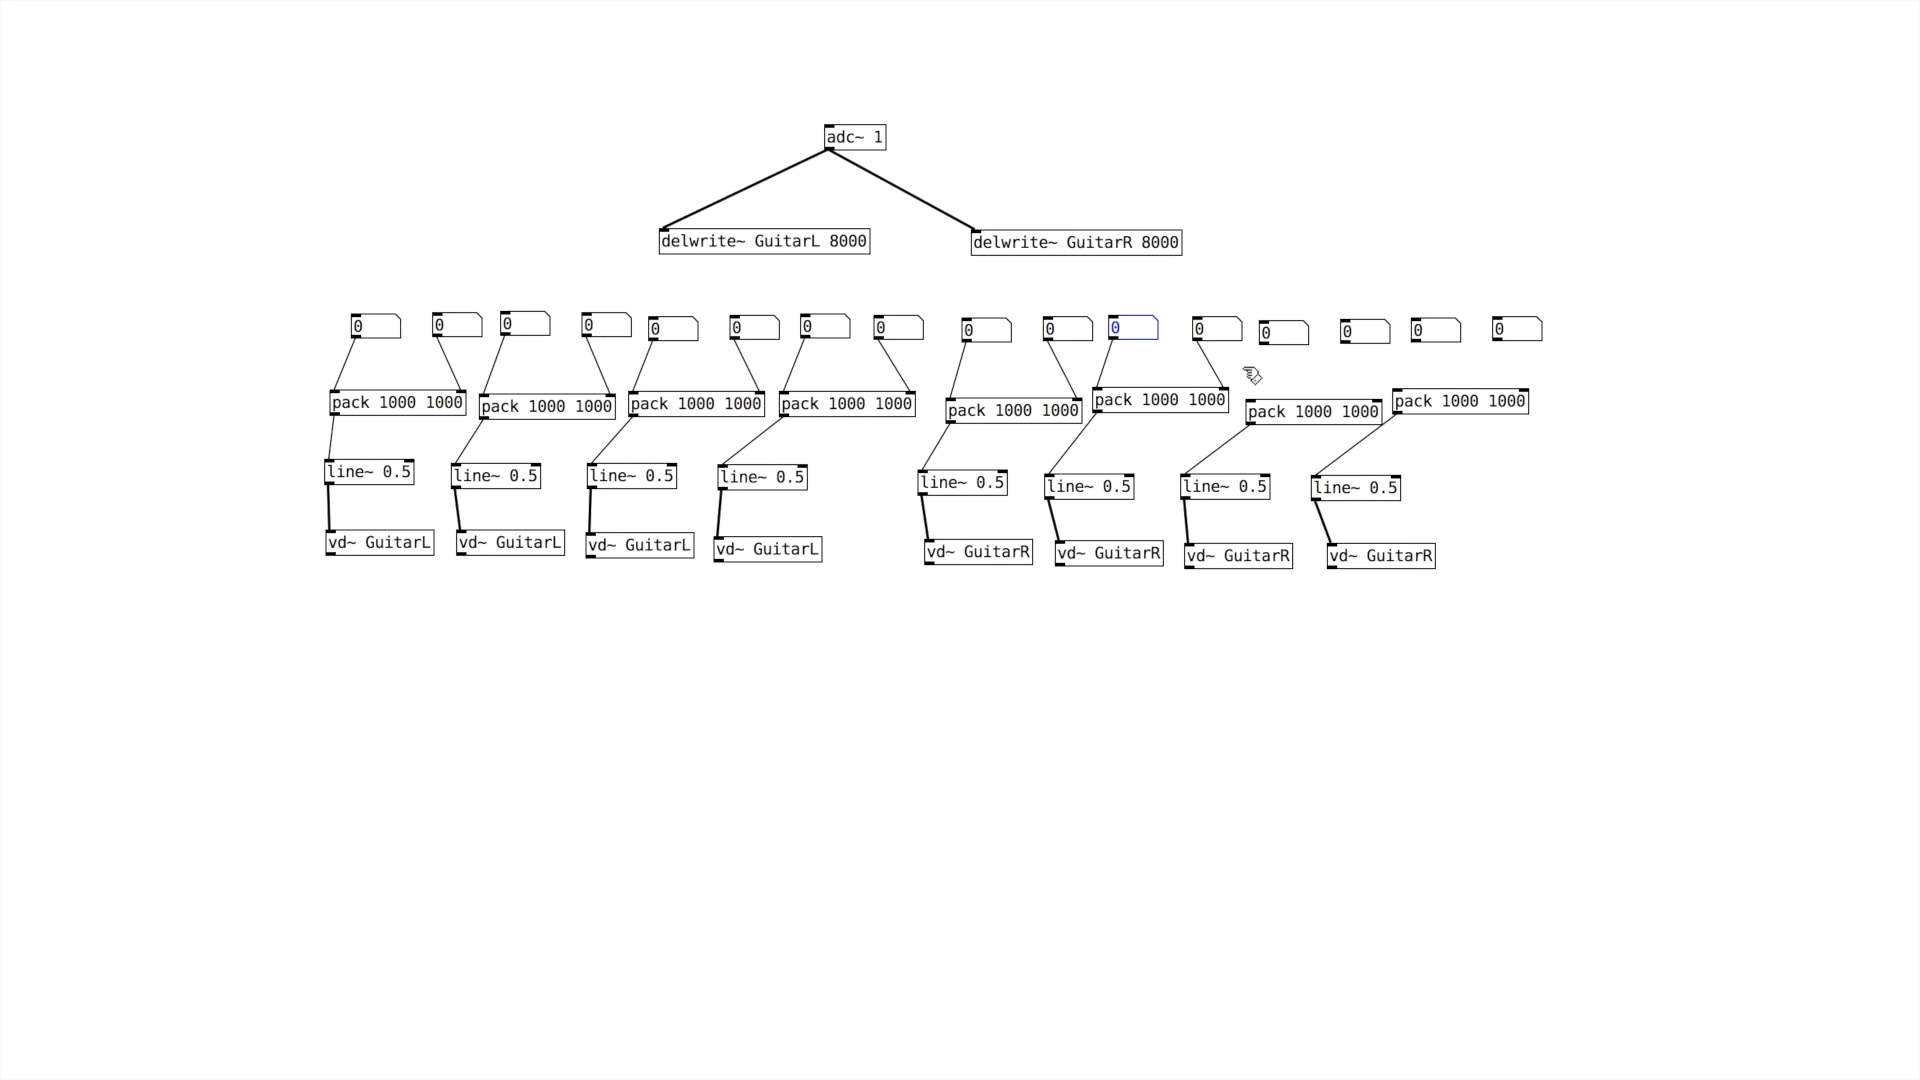 adc~ 1
delwrite~ GuitarL 8000 delwrite~ GuitarR 8000
0 0 0 0 0 0 0 0 0 0 0 0 0 0 0 0
pack 1000 1000 pack 1000 1000 pack 1000 1000 pack 1000 1000 pack 1000 1000 pack 1000 1000 pack 1000 1000 pack 1000 1000
line~ 0.5 line~ 0.5 line~ 0.5 line~ 0.5 line~ 0.5 line~ 0.5 line~ 0.5 line~ 0.5
vd~ GuitarL vd~ GuitarL vd~ GuitarL vd~ GuitarL vd~ GuitarR vd~ GuitarR vd~ GuitarR vd~ GuitarR